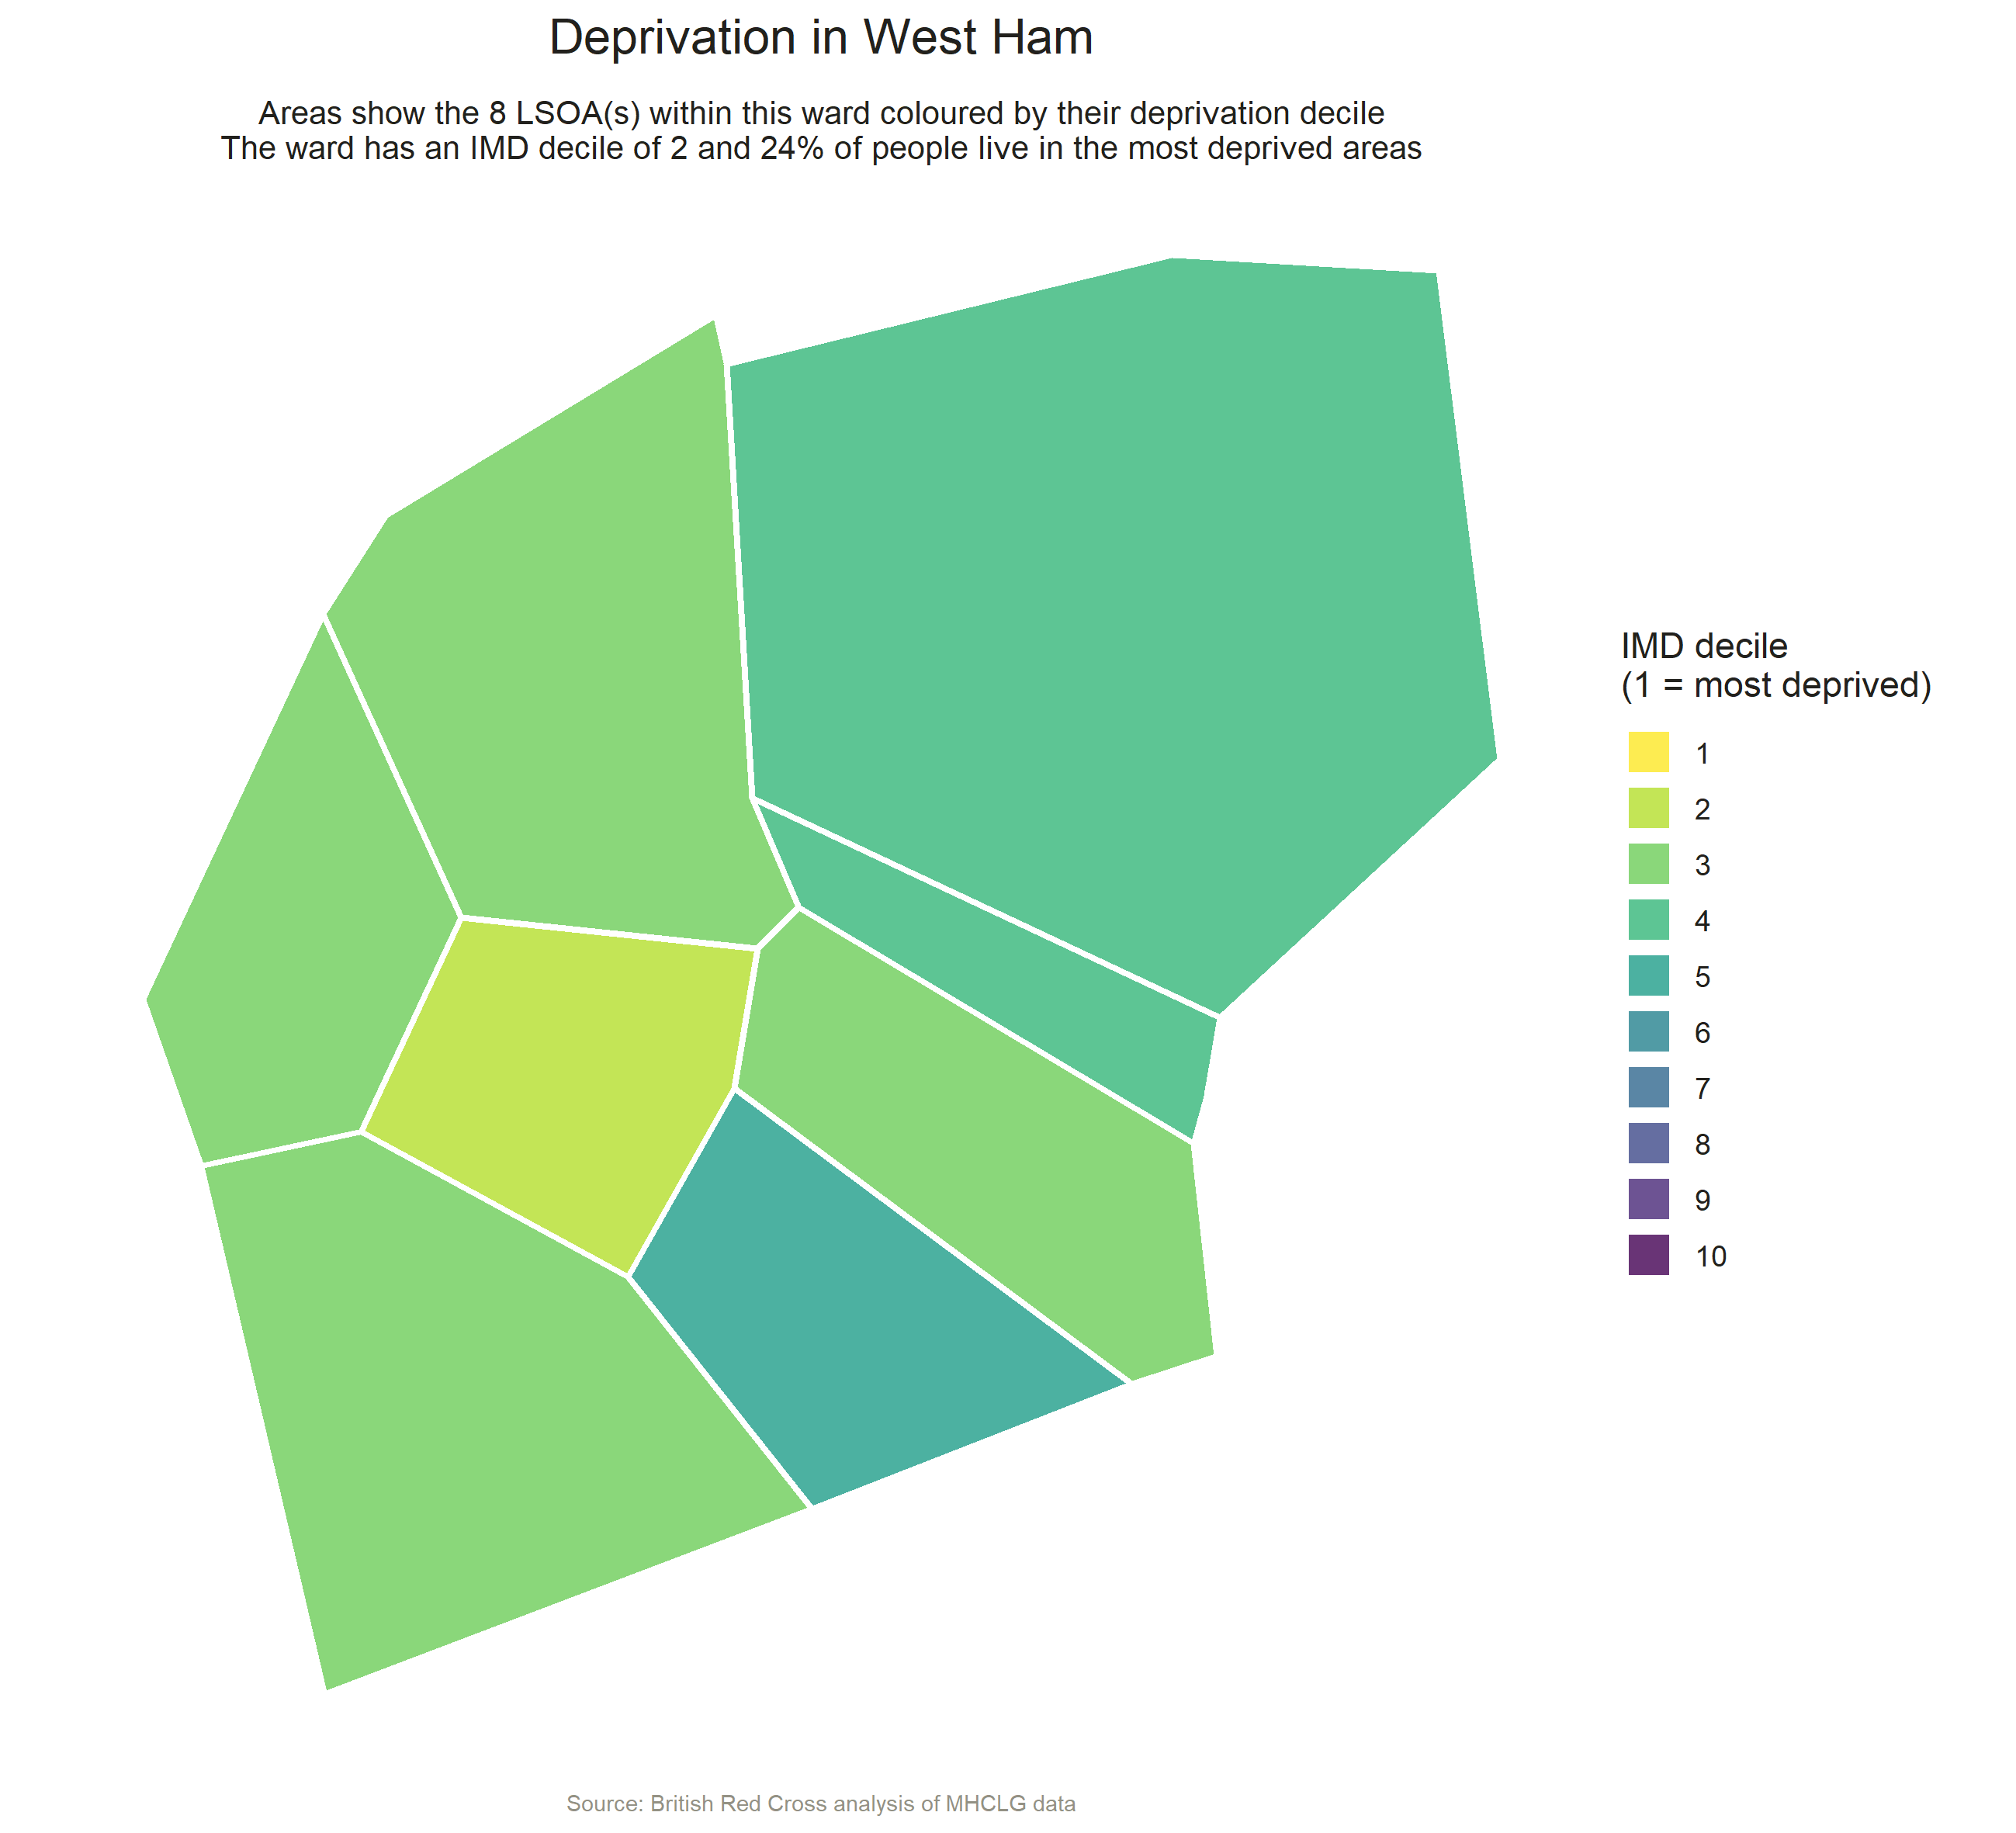 Deprivation in West Ham
Areas show the 8 LSOA(s) within this ward coloured by their deprivation decile
The ward has an IMD decile of 2 and 24% of people live in the most deprived areas
IMD decile
(1 = most deprived)
1
2
3
4
5
6
7
8
9
10
Source: British Red Cross analysis of MHCLG data